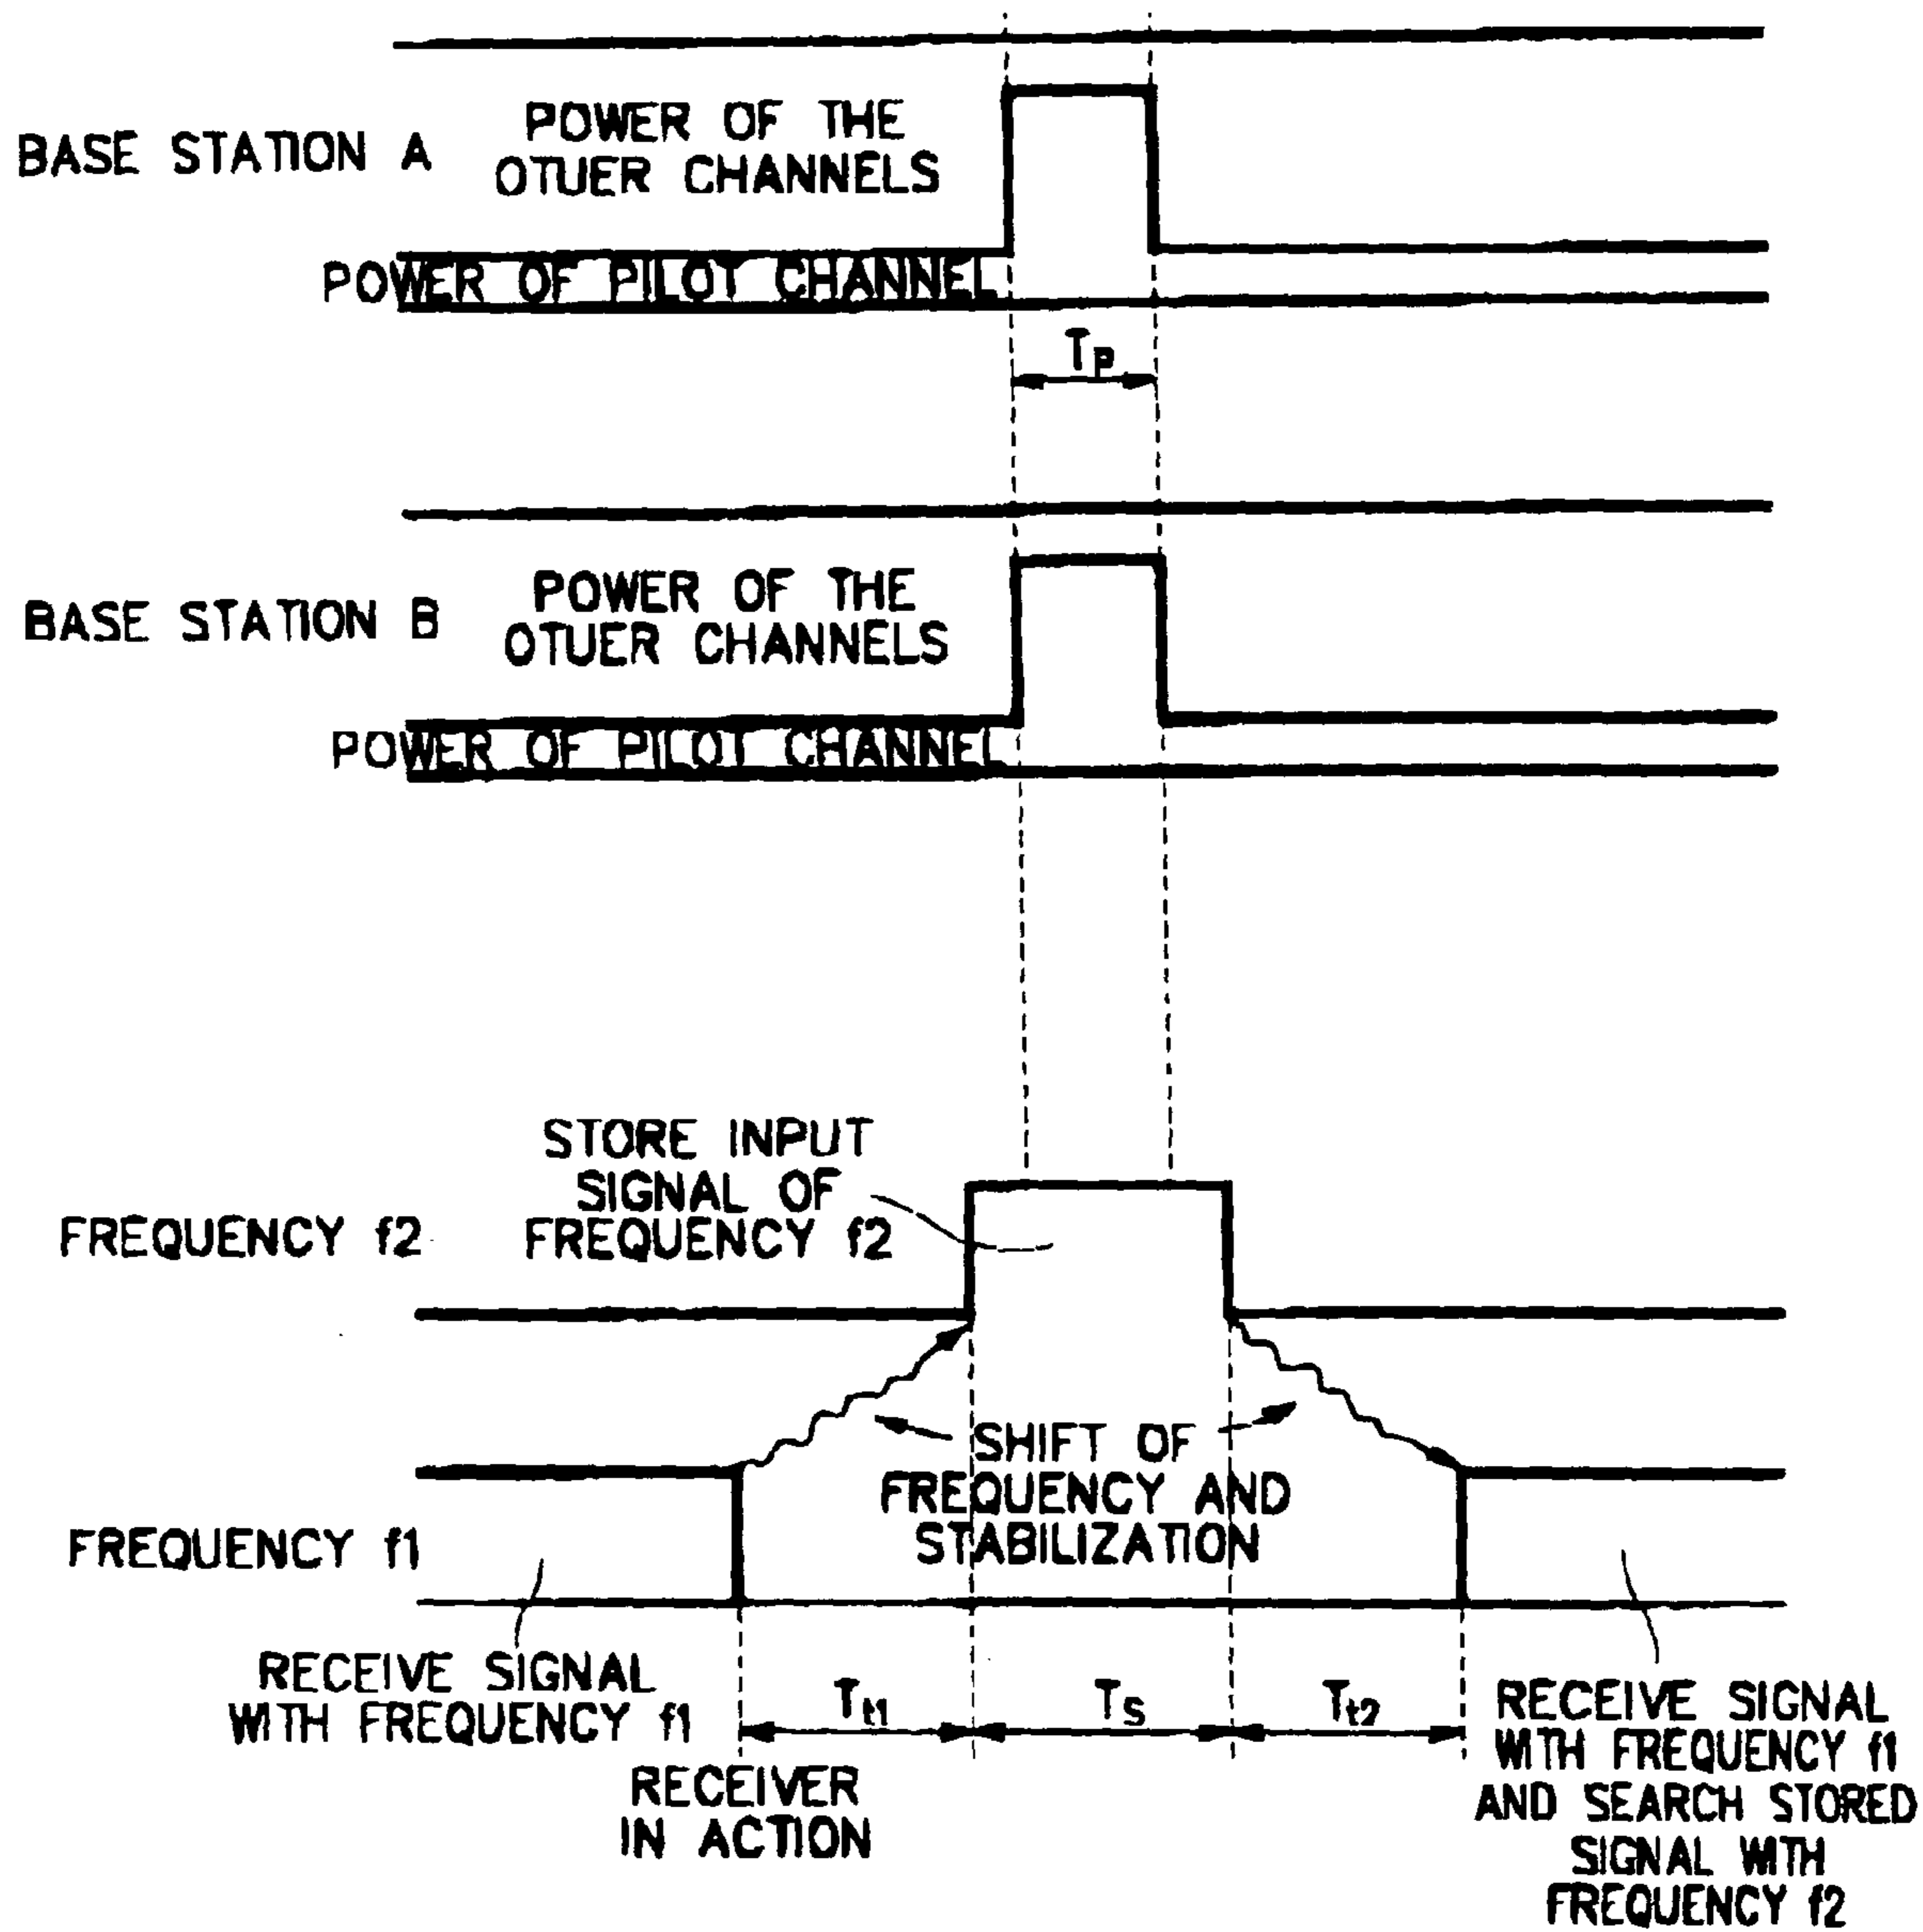 POWER OF THE
OTUER CHANNELS
BASE STATION A
POWER OF PILOT CHANNEL
TP
POWER OF THE
OTUER CHANNELS
BASE STATION B
POWER OF PILOT CHANNEL
STORE INPUT
SIGNAL OF
FREQUENCY f2
FREQUENCY f2
SHIFT OF
FREQUENCY AND
STABILIZATION
FREQUENCY f1
RECEIVE SIGNAL
WITH FREQUENCY f1
Tt1
TS
Tt2
RECEIVER
IN ACTION
RECEIVE SIGNAL
WITH FREQUENCY f1
AND SEARCH STORED
SIGNAL WITH
FREQUENCY f2